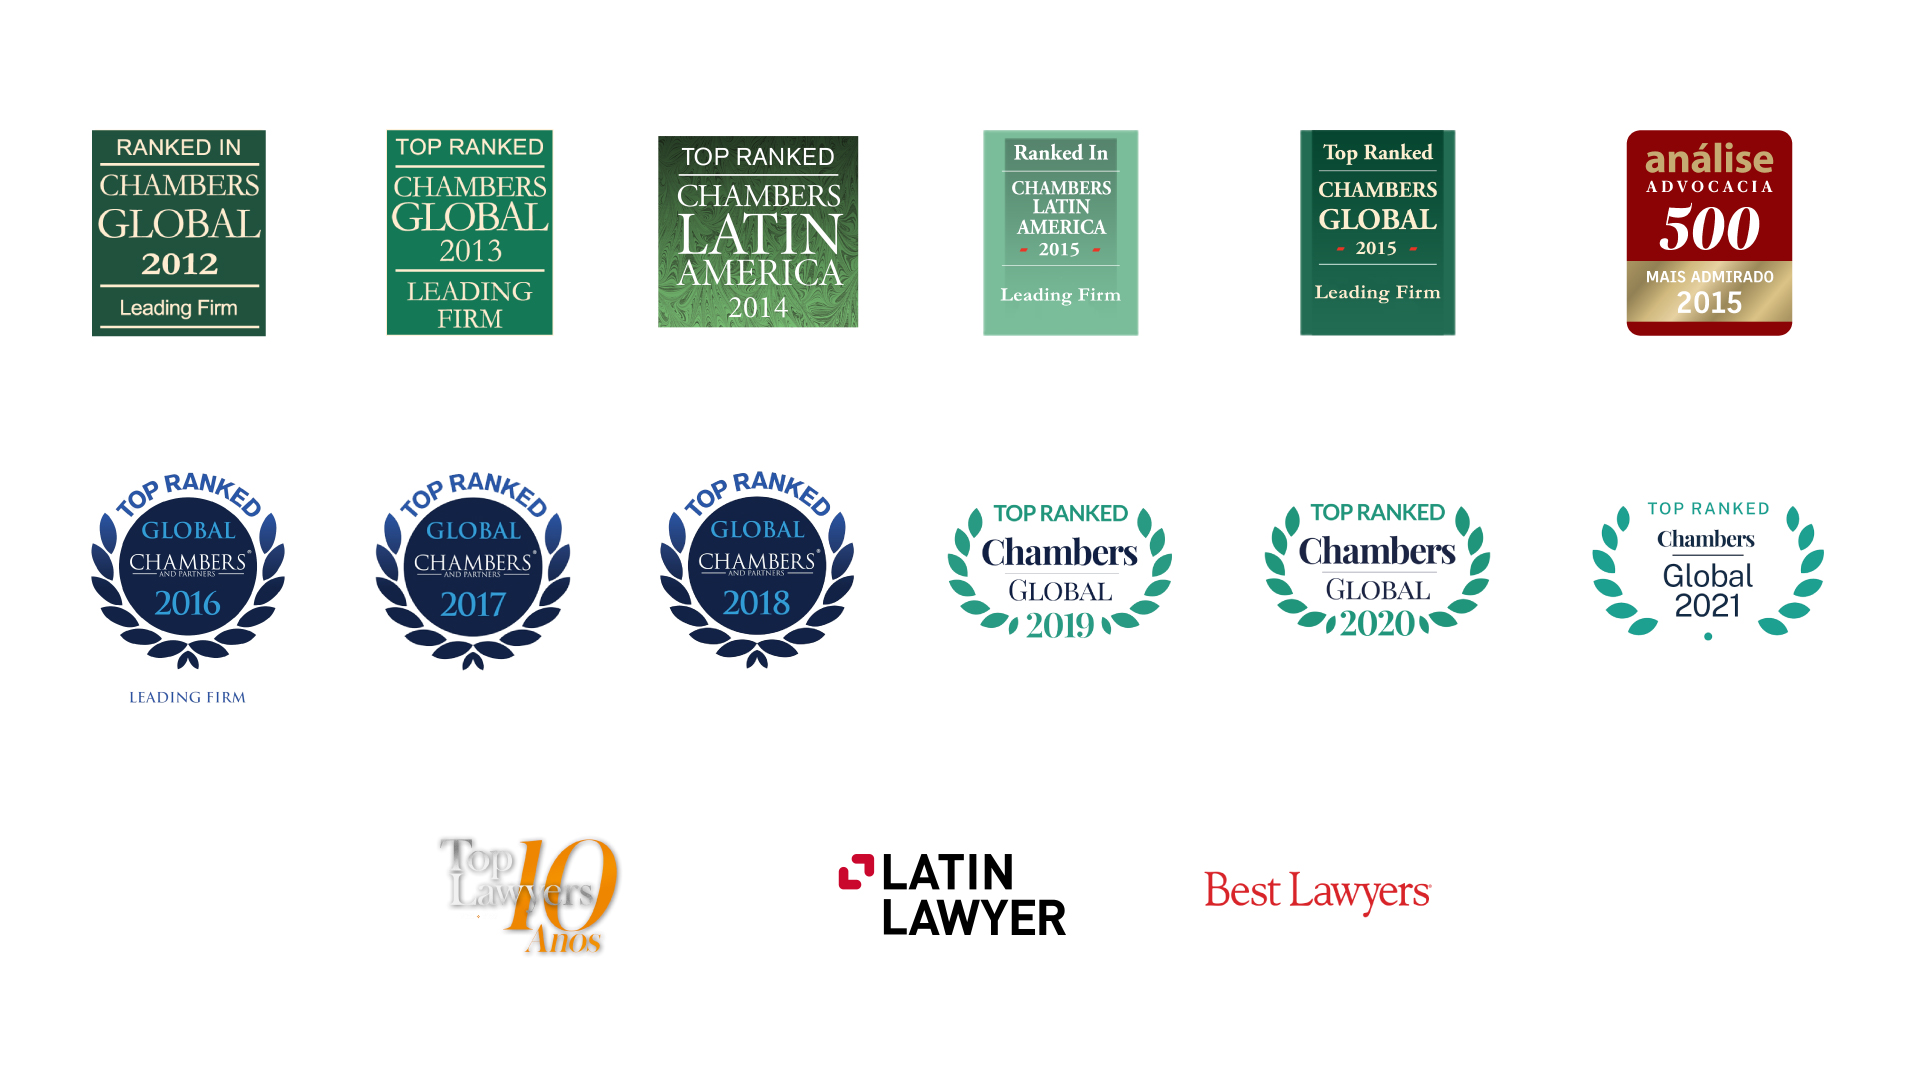 RANKED IN
CHAMBERS
GLOBAL
2012
Leading Firm
TOP RANKED
CHAMBERS
GLOBAL
2013
LEADING
FIRM
TOP RANKED
CHAMBERS
LATIN
AMERICA
2014
Ranked In
CHAMBERS
LATIN
AMERICA
- 2015 -
Leading Firm
Top Ranked
CHAMBERS
GLOBAL
- 2015 -
Leading Firm
análise
ADVOCACIA
500
MAIS ADMIRADO
2015
TOP RANKED
GLOBAL
CHAMBERS®
AND PARTNERS
2016
LEADING FIRM
TOP RANKED
GLOBAL
CHAMBERS®
AND PARTNERS
2017
TOP RANKED
GLOBAL
CHAMBERS®
AND PARTNERS
2018
TOP RANKED
Chambers
GLOBAL
2019
TOP RANKED
Chambers
GLOBAL
2020
TOP RANKED
Chambers
Global
2021
Top
Lawyers
10
Anos
LATIN
LAWYER
Best Lawyers®